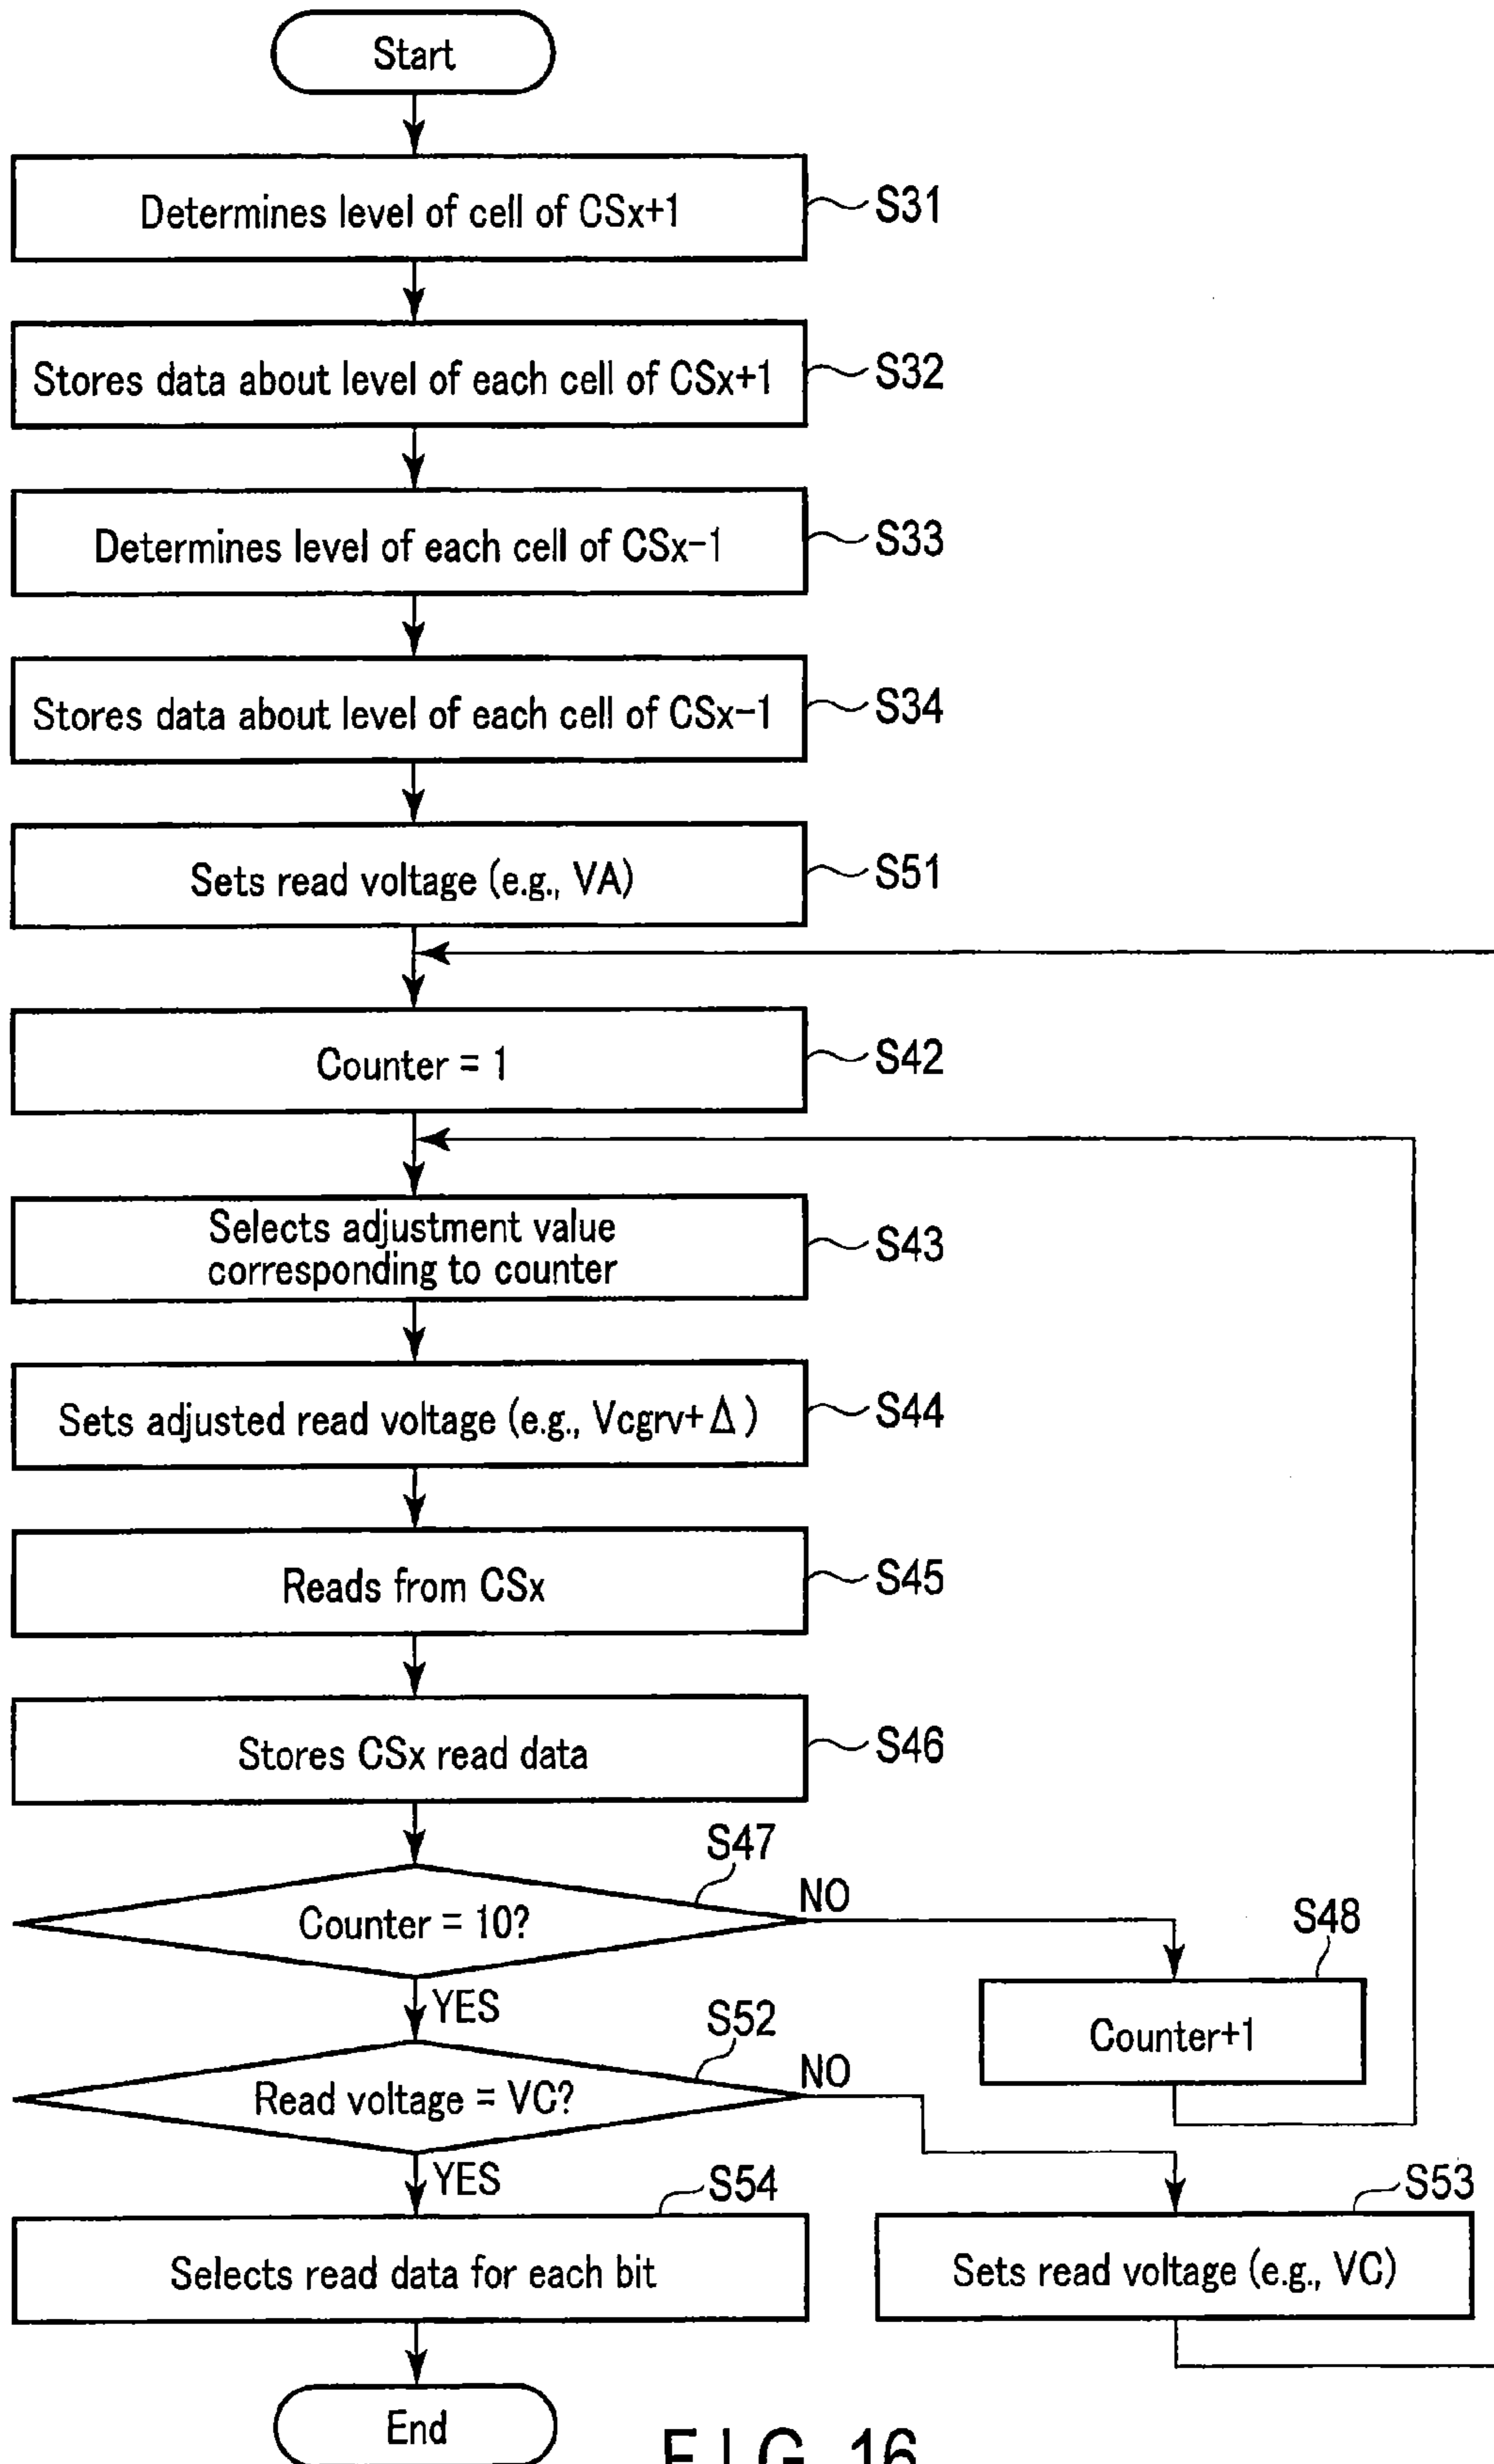 Start
Determines level of cell of CSx+1
S31
Stores data about level of each cell of CSx+1
S32
Determines level of each cell of CSx-1
S33
Stores data about level of each cell of CSx-1
S34
Sets read voltage (e.g., VA)
S51
Counter = 1
S42
Selects adjustment value
corresponding to counter
S43
Sets adjusted read voltage (e.g., Vcgrv+Δ)
S44
Reads from CSx
S45
Stores CSx read data
S46
S47
Counter = 10?
NO
S48
Counter+1
YES
S52
Read voltage = VC?
NO
YES
S54
Selects read data for each bit
S53
Sets read voltage (e.g., VC)
End
FIG. 16